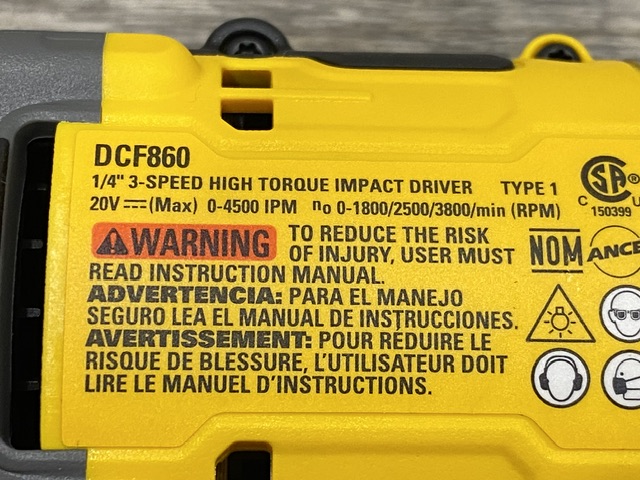 DCF860
1/4" 3-SPEED HIGH TORQUE IMPACT DRIVER TYPE 1
20V ⎓ (Max) 0-4500 IPM n₀ 0-1800/2500/3800/min (RPM)
WARNING TO REDUCE THE RISK
OF INJURY, USER MUST
READ INSTRUCTION MANUAL.
ADVERTENCIA: PARA EL MANEJO
SEGURO LEA EL MANUAL DE INSTRUCCIONES.
AVERTISSEMENT: POUR RÉDUIRE LE
RISQUE DE BLESSURE, L'UTILISATEUR DOIT
LIRE LE MANUEL D'INSTRUCTIONS.
SA ®
C 150399 U
NOM ANCE